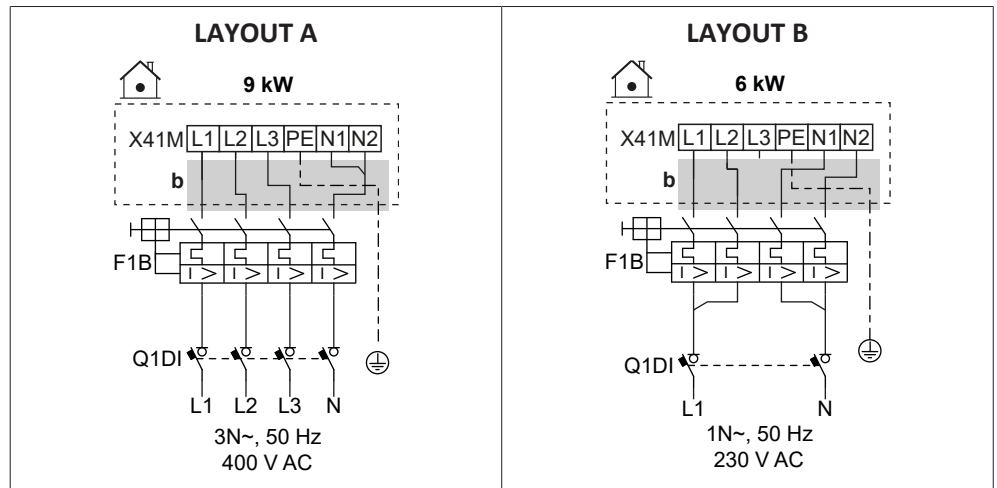 LAYOUT A
9 kW
X41M L1 L2 L3 PE N1 N2
b
F1B
I > I > I > I >
Q1DI
L1 L2 L3 N
3N~, 50 Hz
400 V AC
LAYOUT B
6 kW
X41M L1 L2 L3 PE N1 N2
b
F1B
I > I > I > I >
Q1DI
L1 N
1N~, 50 Hz
230 V AC